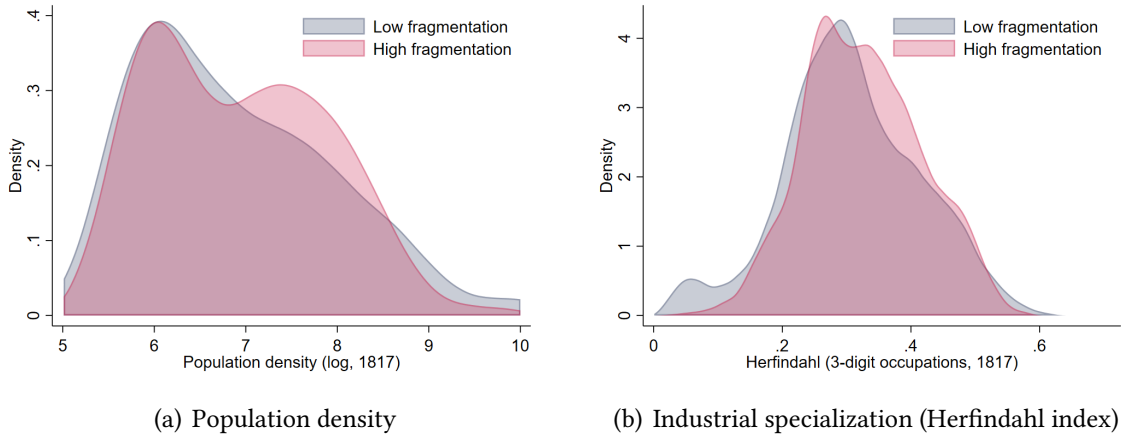 Low fragmentation
High fragmentation
Density
0
.1
.2
.3
.4
5
6
7
8
9
10
Population density (log, 1817)
(a) Population density
Low fragmentation
High fragmentation
Density
0
1
2
3
4
0
.2
.4
.6
Herfindahl (3-digit occupations, 1817)
(b) Industrial specialization (Herfindahl index)